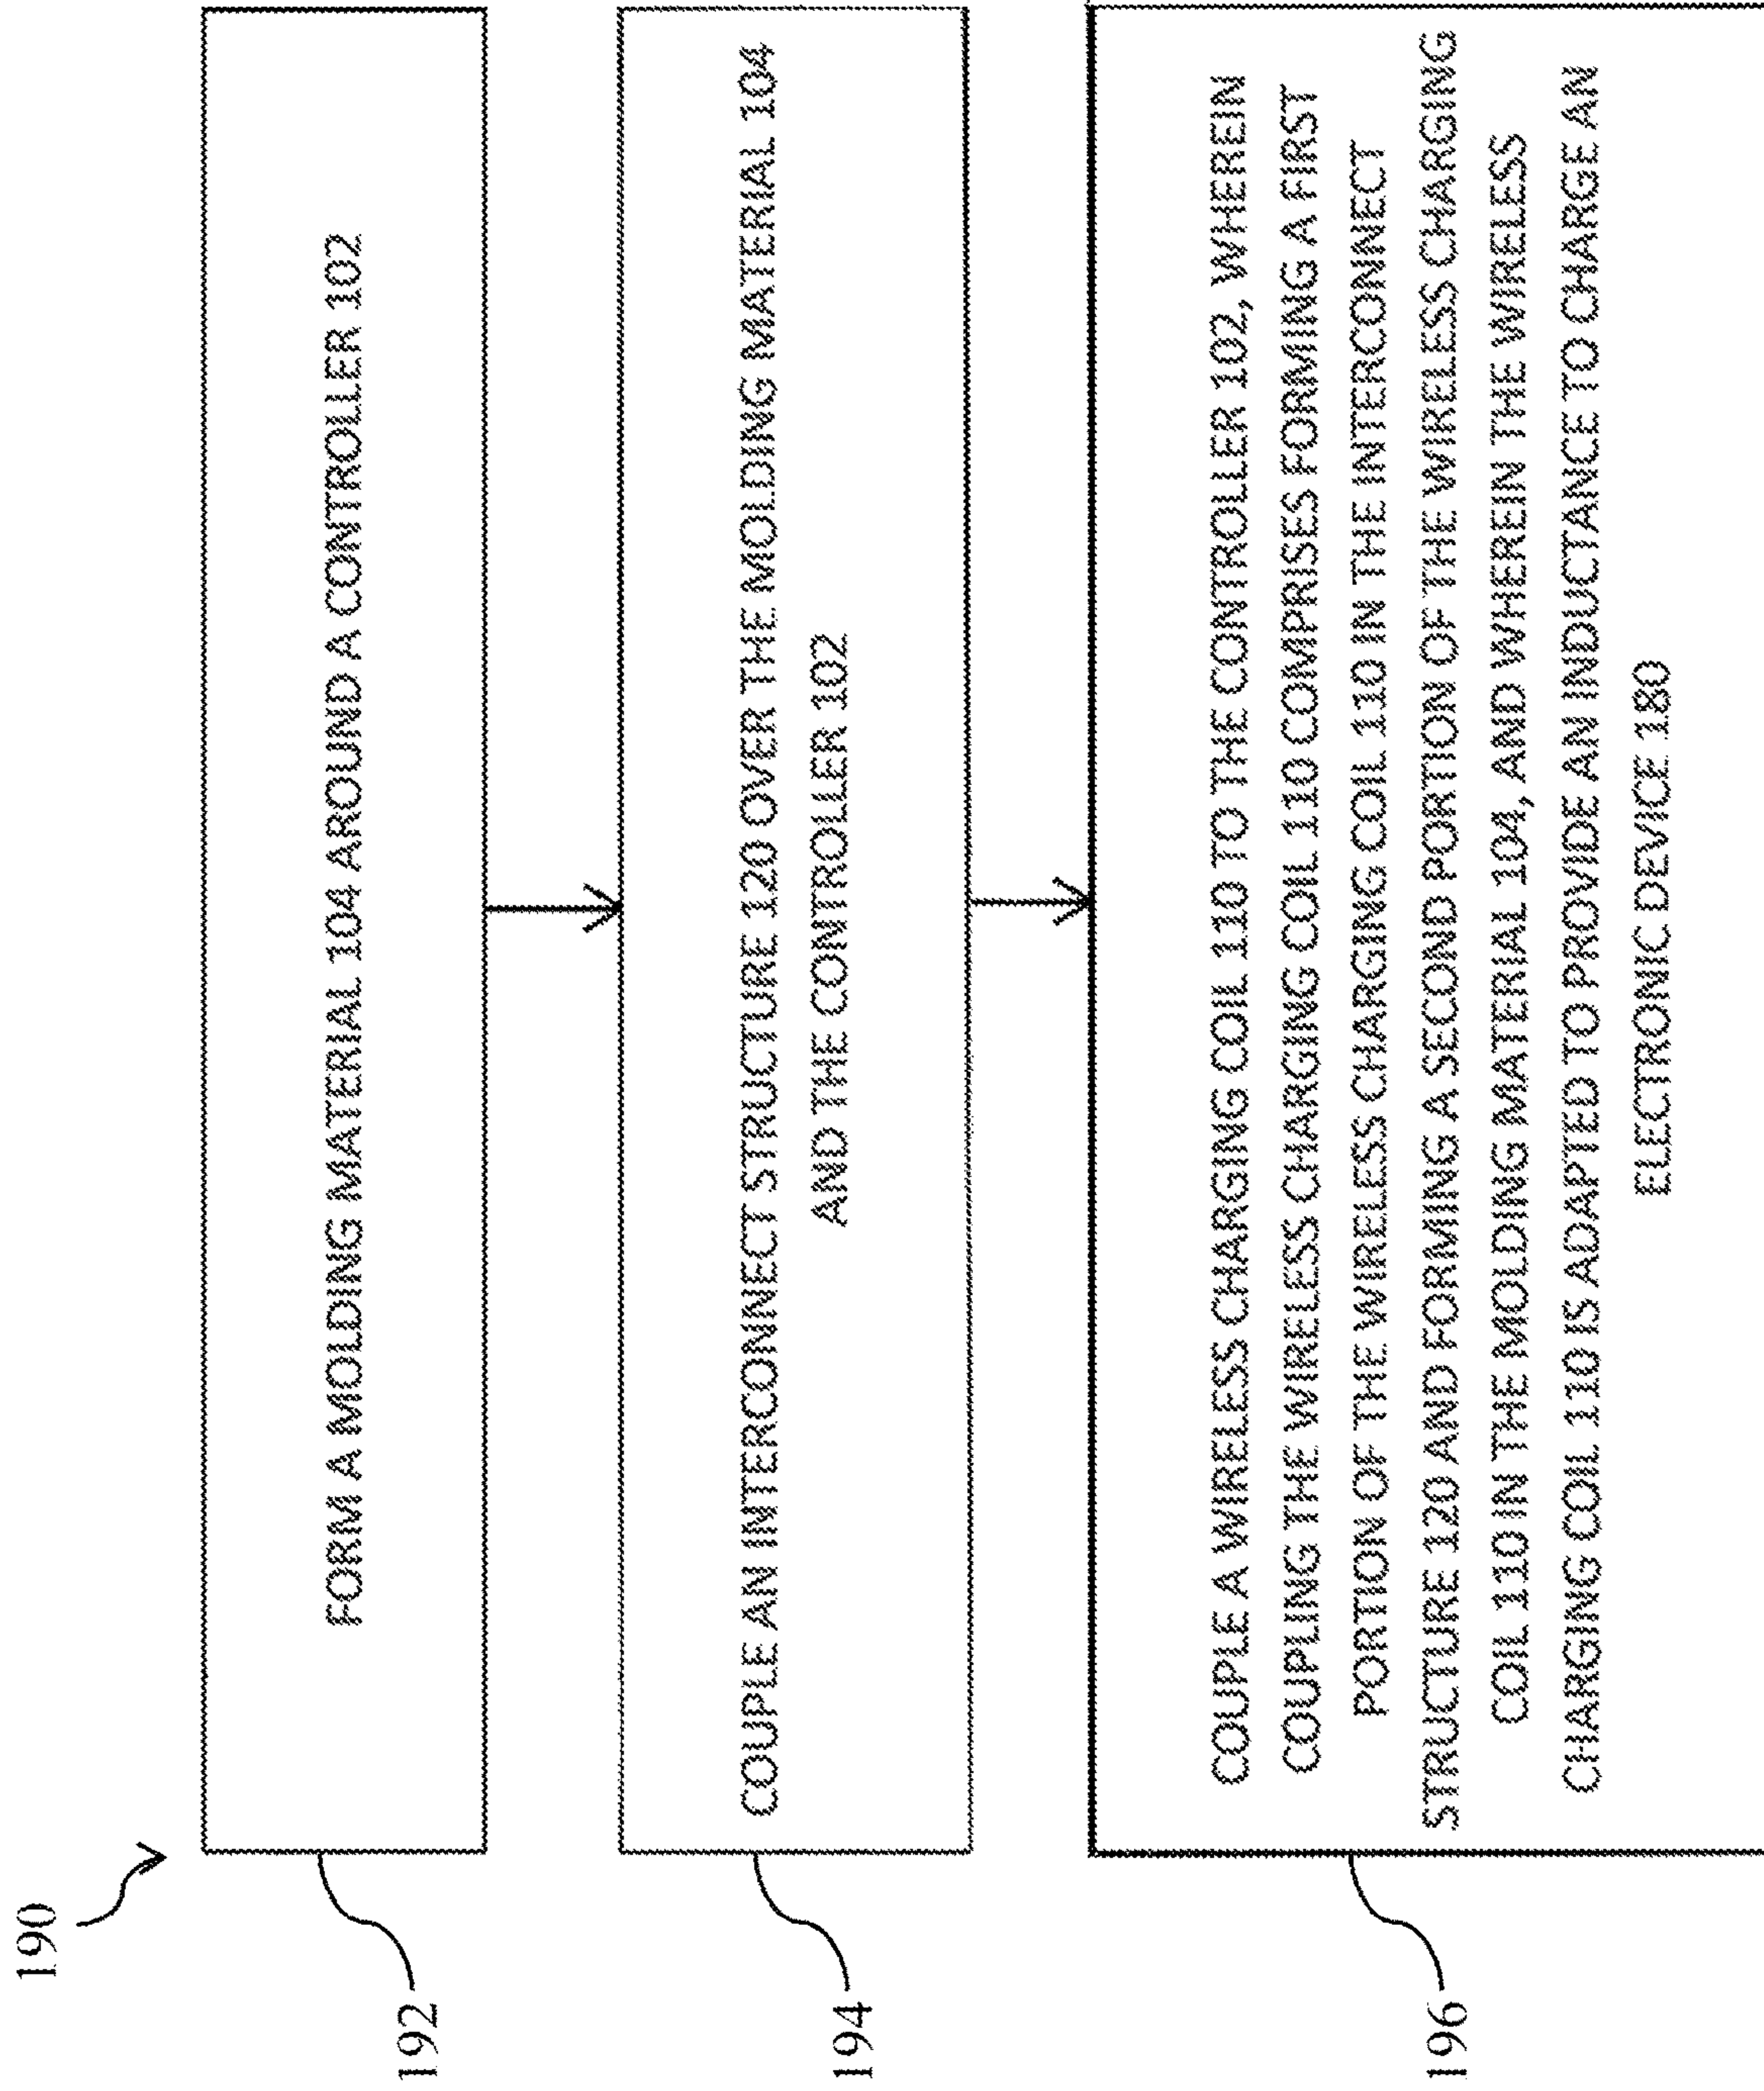 190
192
FORM A MOLDING MATERIAL 104 AROUND A CONTROLLER 102
194
COUPLE AN INTERCONNECT STRUCTURE 120 OVER THE MOLDING MATERIAL 104
AND THE CONTROLLER 102
196
COUPLE A WIRELESS CHARGING COIL 110 TO THE CONTROLLER 102, WHEREIN
COUPLING THE WIRELESS CHARGING COIL 110 COMPRISES FORMING A FIRST
PORTION OF THE WIRELESS CHARGING COIL 110 IN THE INTERCONNECT
STRUCTURE 120 AND FORMING A SECOND PORTION OF THE WIRELESS CHARGING
COIL 110 IN THE MOLDING MATERIAL 104, AND WHEREIN THE WIRELESS
CHARGING COIL 110 IS ADAPTED TO PROVIDE AN INDUCTANCE TO CHARGE AN
ELECTRONIC DEVICE 180